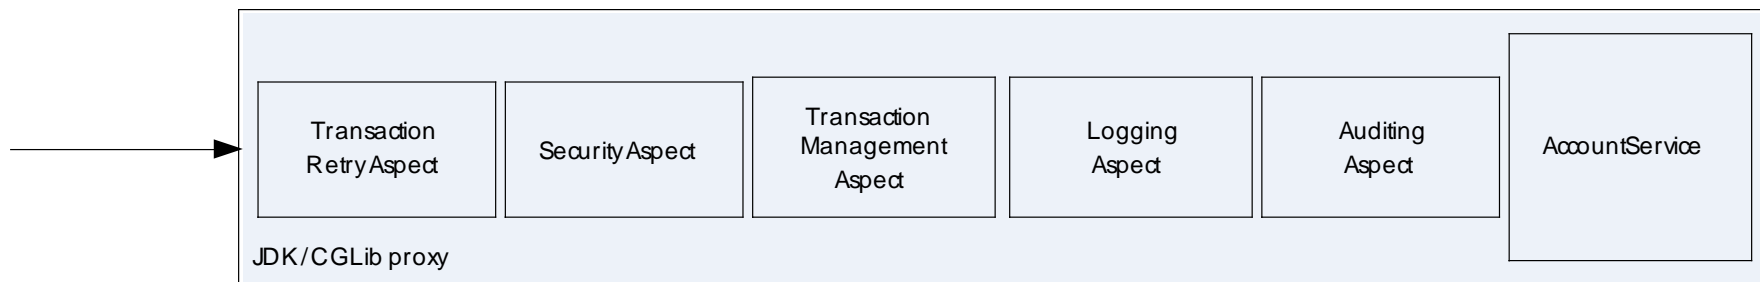 Transaction
Retry Aspect
Security Aspect
Transaction
Management
Aspect
Logging
Aspect
Auditing
Aspect
AccountService
JDK/CGLib proxy